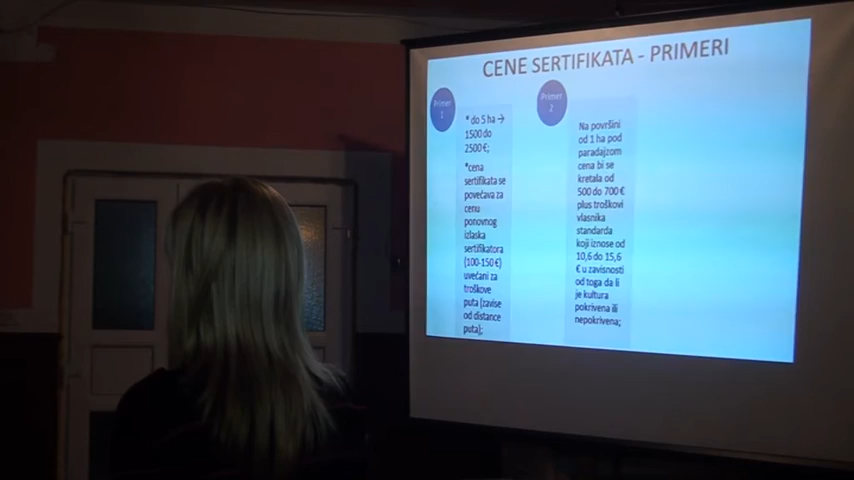 CENE SERTIFIKATA - PRIMERI
Primer
1
* do 5 ha →
1500 do
2500 €;
*cena
sertifikata se
povećava za
cenu
ponovnog
izlaska
sertifikatora
(100-150 €)
uvećani za
troškove
puta (zavise
od distance
puta);
Primer
2
Na površini
od 1 ha pod
paradajzom
cena bi se
kretala od
500 do 700 €
plus troškovi
vlasnika
standarda
koji iznose od
10,6 do 15,6
€ u zavisnosti
od toga da li
je kultura
pokrivena ili
nepokrivena;